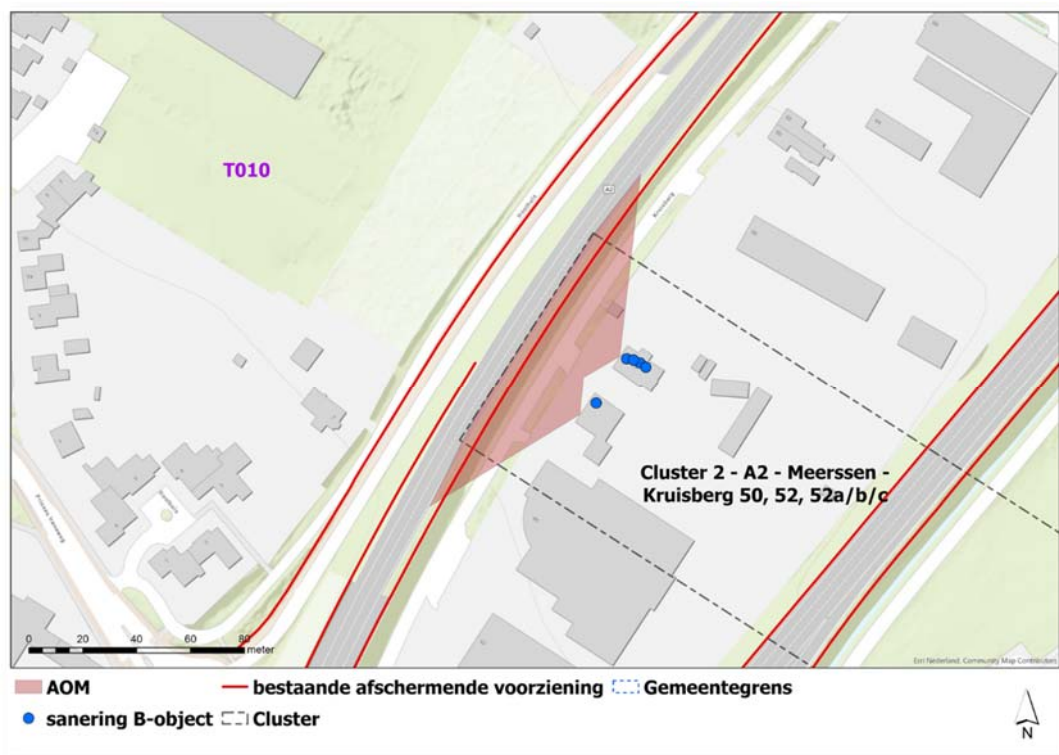 T010
A2
Kruisberg
Cluster 2 - A2 - Meerssen -
Kruisberg 50, 52, 52a/b/c
0 20 40 60 80
meter
Esri Nederland, Community Map Contributors
AOM
bestaande afschermende voorziening
Gemeentegrens
sanering B-object
Cluster
N